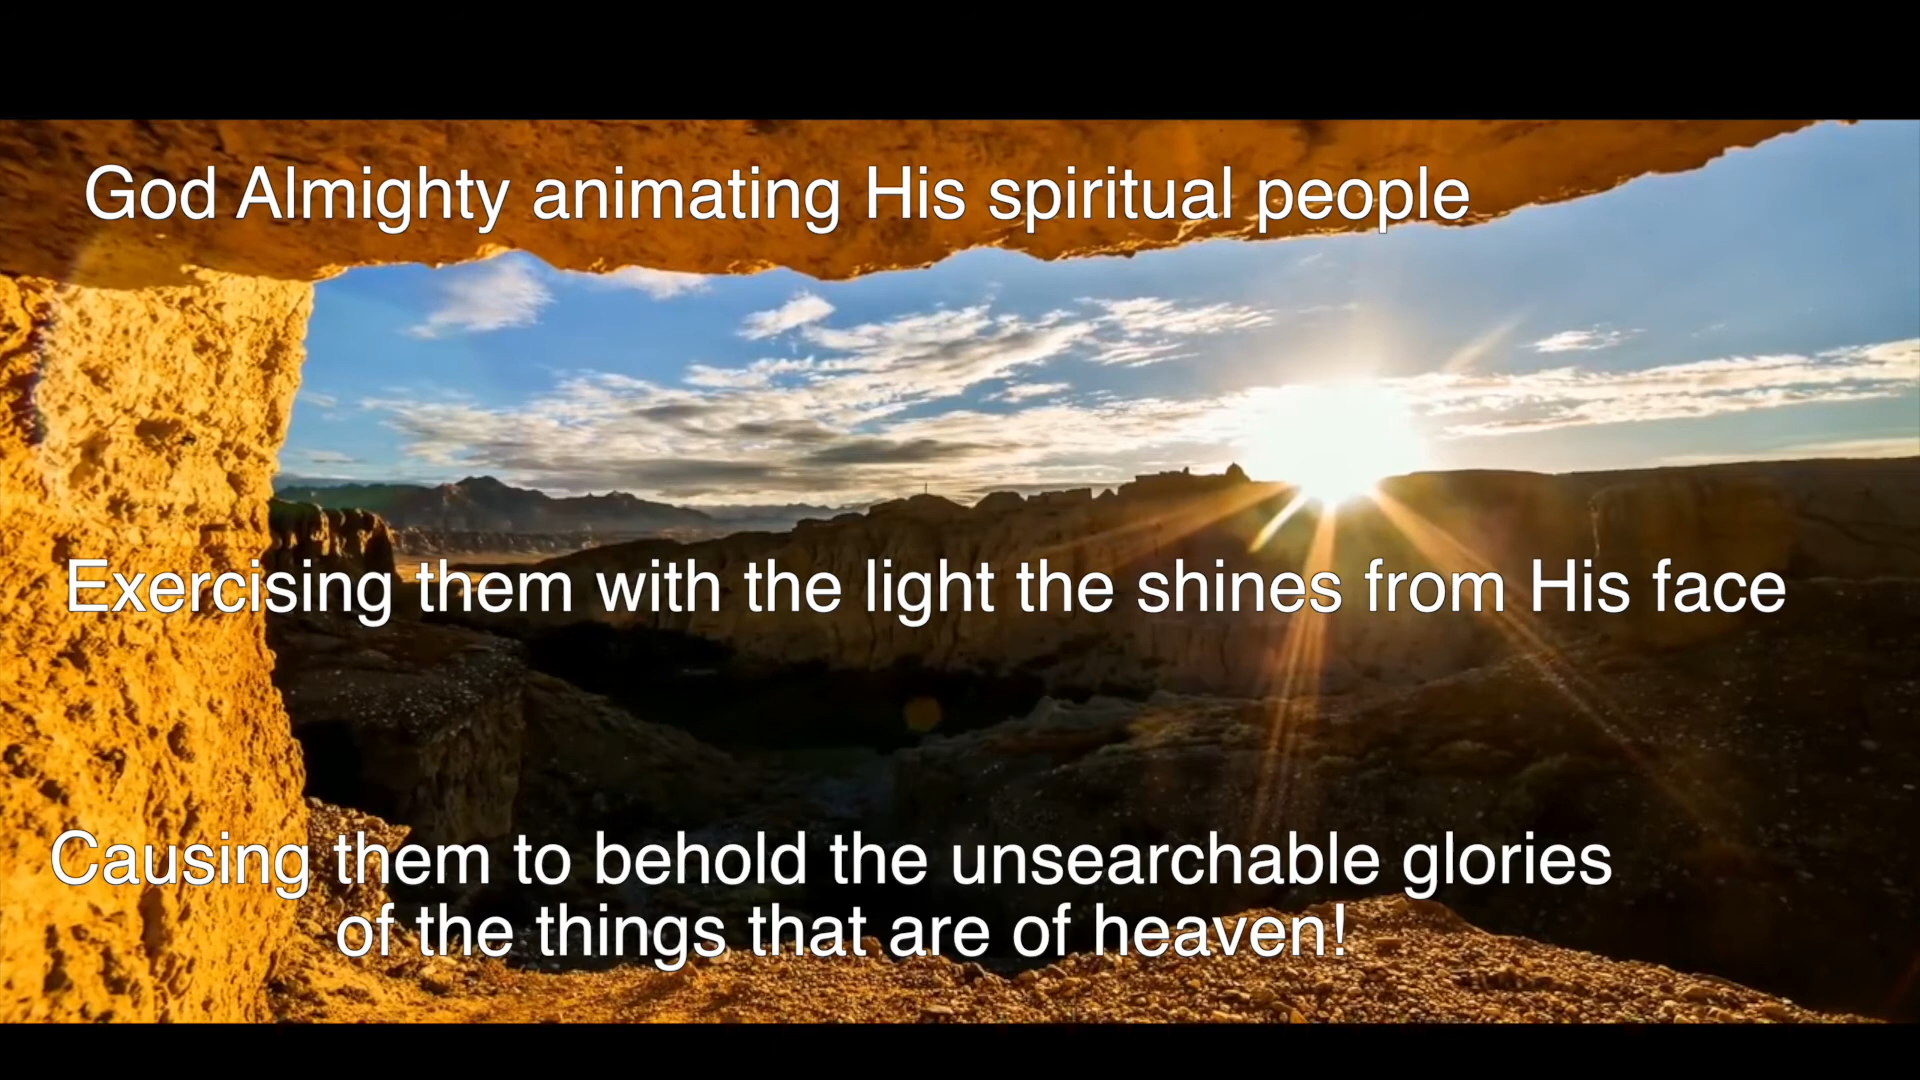 God Almighty animating His spiritual people
Exercising them with the light the shines from His face
Causing them to behold the unsearchable glories
of the things that are of heaven!